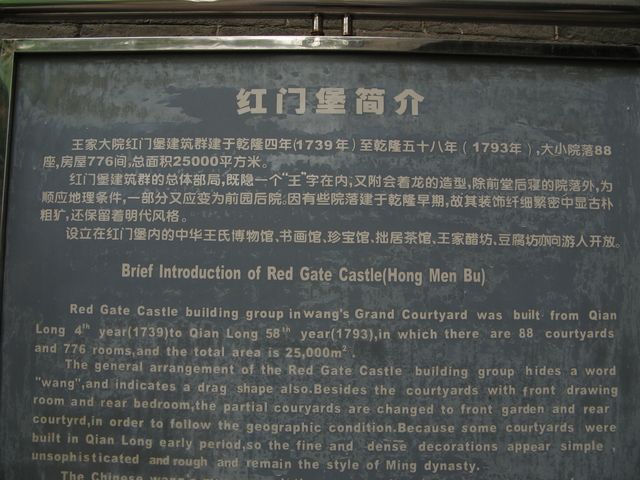 红门堡简介
王家大院红门堡建筑群建于乾隆四年(1739年)至乾隆五十八年（1793年）,大小院落88
座,房屋776间,总面积25000平方米。
红门堡建筑群的总体部局,既隐一个"王"字在内,又附会着龙的造型,除前堂后寝的院落外,为
顺应地理条件,一部分又应变为前园后院。因有些院落建于乾隆早期,故其装饰纤细繁密中显古朴
粗犷,还保留着明代风格。
设立在红门堡内的中华王氏博物馆、书画馆、珍宝馆、拙居茶馆、王家醋坊、豆腐坊亦向游人开放。
Brief Introduction of Red Gate Castle(Hong Men Bu)
Red Gate Castle building group in wang's Grand Courtyard was built from Qian
Long 4th year(1739)to Qian Long 58th year(1793),in which there are 88 courtyards
and 776 rooms,and the total area is 25,000m2.
The general arrangement of the Red Gate Castle building group hides a word
"wang",and indicates a drag shape also.Besides the courtyards with front drawing
room and rear bedroom,the partial couryards are changed to front garden and rear
courtyrd,in order to follow the geographic condition.Because some courtyards were
built in Qian Long early period,so the fine and dense decorations appear simple ,
unsophisticated and rough and remain the style of Ming dynasty.
The Chinese wang's